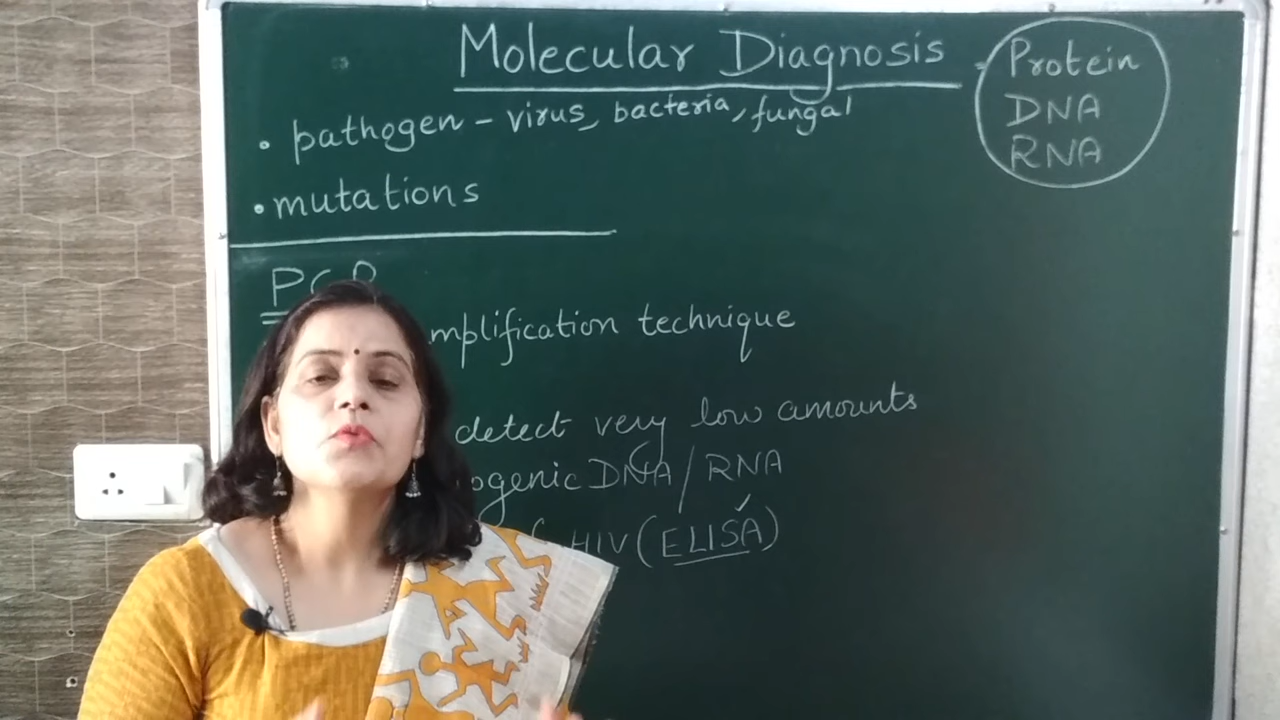 Molecular Diagnosis - Protein
DNA
RNA
• pathogen - virus, bacteria, fungal
• mutations
PCR
mplification technique
detect very low amounts
ogenic DNA / RNA
HIV (ELISA)